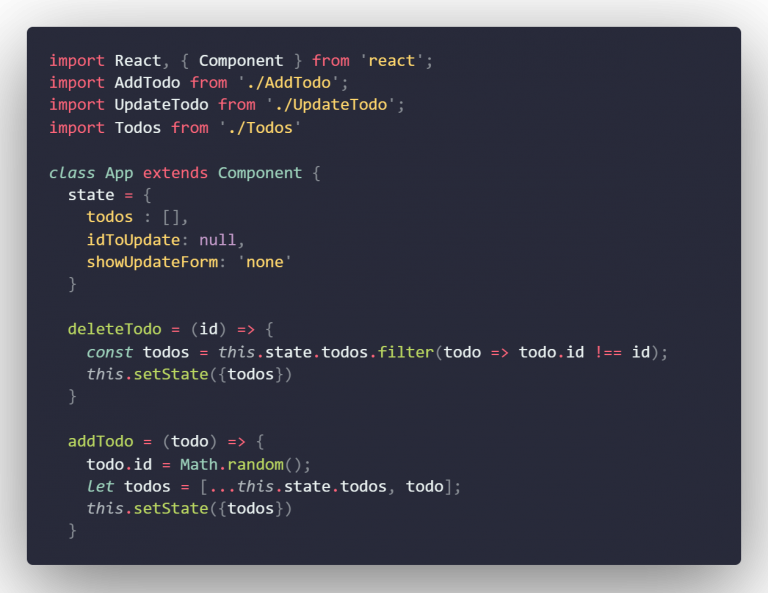 import React, { Component } from 'react';
import AddTodo from './AddTodo';
import UpdateTodo from './UpdateTodo';
import Todos from './Todos'

class App extends Component {
  state = {
    todos : [],
    idToUpdate: null,
    showUpdateForm: 'none'
  }

  deleteTodo = (id) => {
    const todos = this.state.todos.filter(todo => todo.id !== id);
    this.setState({todos})
  }

  addTodo = (todo) => {
    todo.id = Math.random();
    let todos = [...this.state.todos, todo];
    this.setState({todos})
  }